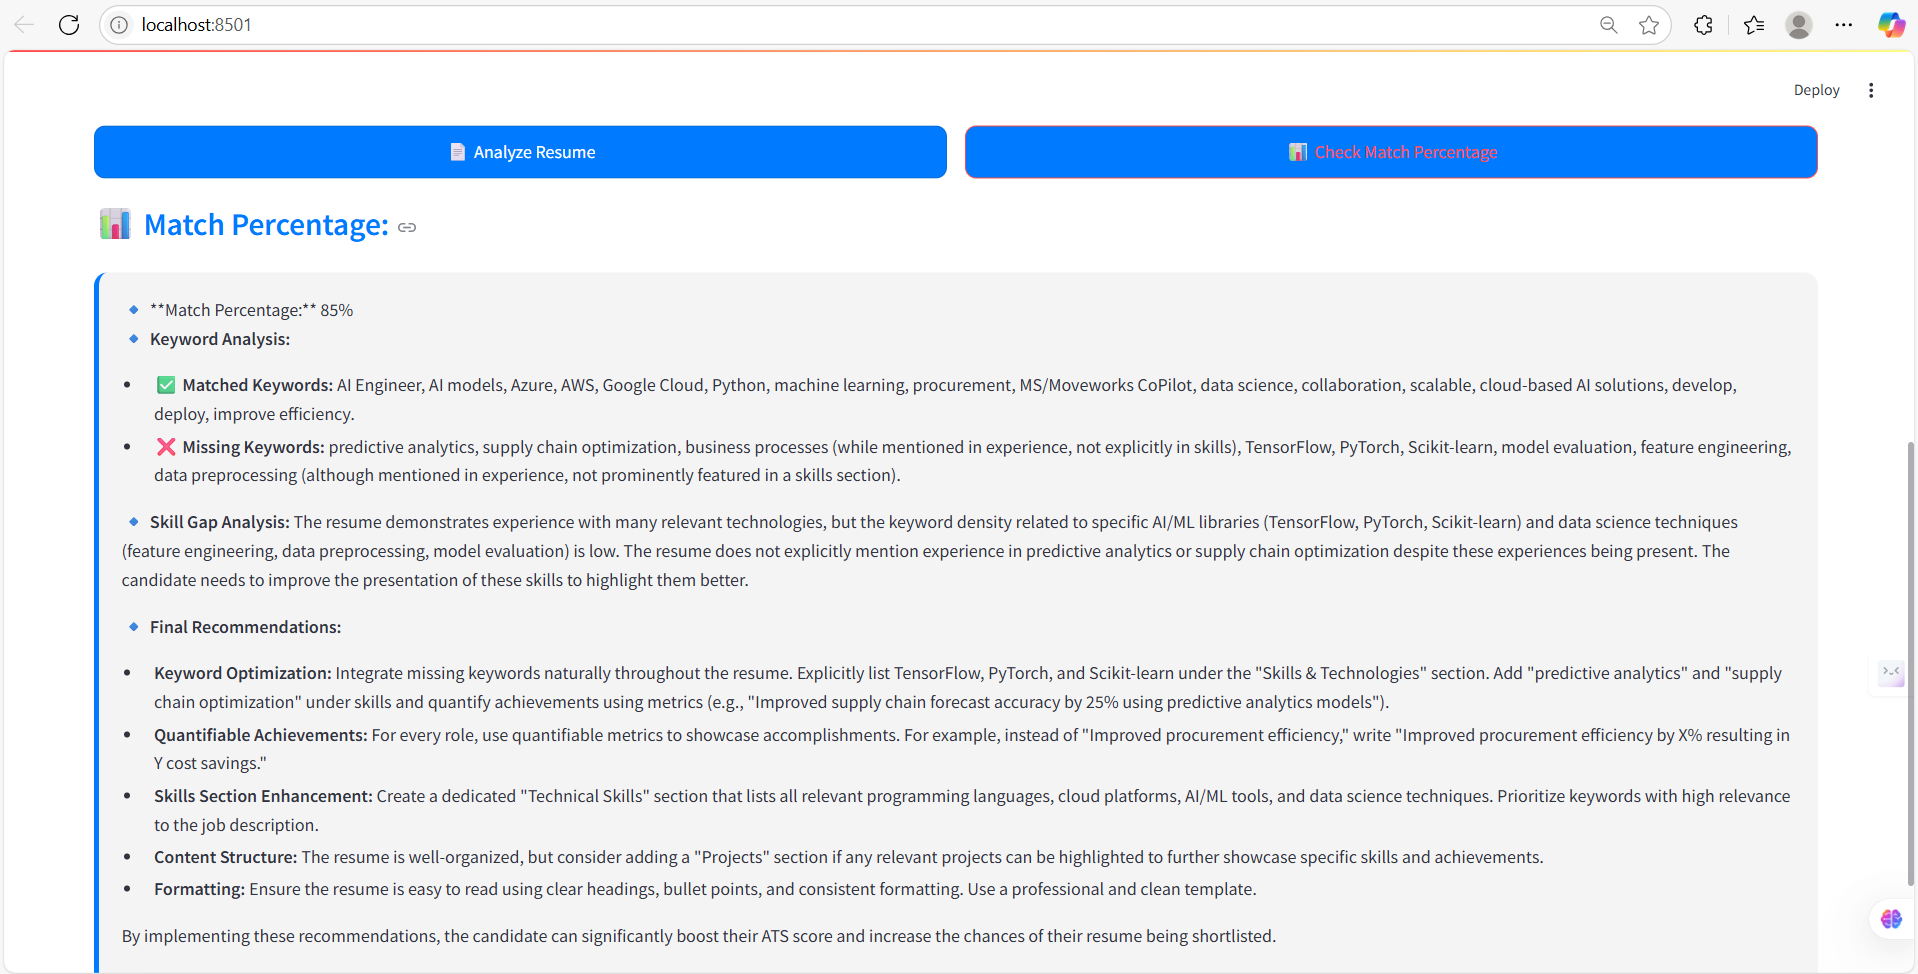 localhost:8501
Deploy
Analyze Resume
Check Match Percentage
Match Percentage:
**Match Percentage:** 85%
Keyword Analysis:
Matched Keywords: AI Engineer, AI models, Azure, AWS, Google Cloud, Python, machine learning, procurement, MS/Moveworks CoPilot, data science, collaboration, scalable, cloud-based AI solutions, develop,
deploy, improve efficiency.
Missing Keywords: predictive analytics, supply chain optimization, business processes (while mentioned in experience, not explicitly in skills), TensorFlow, PyTorch, Scikit-learn, model evaluation, feature engineering,
data preprocessing (although mentioned in experience, not prominently featured in a skills section).
Skill Gap Analysis: The resume demonstrates experience with many relevant technologies, but the keyword density related to specific AI/ML libraries (TensorFlow, PyTorch, Scikit-learn) and data science techniques
(feature engineering, data preprocessing, model evaluation) is low. The resume does not explicitly mention experience in predictive analytics or supply chain optimization despite these experiences being present. The
candidate needs to improve the presentation of these skills to highlight them better.
Final Recommendations:
Keyword Optimization: Integrate missing keywords naturally throughout the resume. Explicitly list TensorFlow, PyTorch, and Scikit-learn under the "Skills & Technologies" section. Add "predictive analytics" and "supply
chain optimization" under skills and quantify achievements using metrics (e.g., "Improved supply chain forecast accuracy by 25% using predictive analytics models").
Quantifiable Achievements: For every role, use quantifiable metrics to showcase accomplishments. For example, instead of "Improved procurement efficiency," write "Improved procurement efficiency by X% resulting in
Y cost savings."
Skills Section Enhancement: Create a dedicated "Technical Skills" section that lists all relevant programming languages, cloud platforms, AI/ML tools, and data science techniques. Prioritize keywords with high relevance
to the job description.
Content Structure: The resume is well-organized, but consider adding a "Projects" section if any relevant projects can be highlighted to further showcase specific skills and achievements.
Formatting: Ensure the resume is easy to read using clear headings, bullet points, and consistent formatting. Use a professional and clean template.
By implementing these recommendations, the candidate can significantly boost their ATS score and increase the chances of their resume being shortlisted.